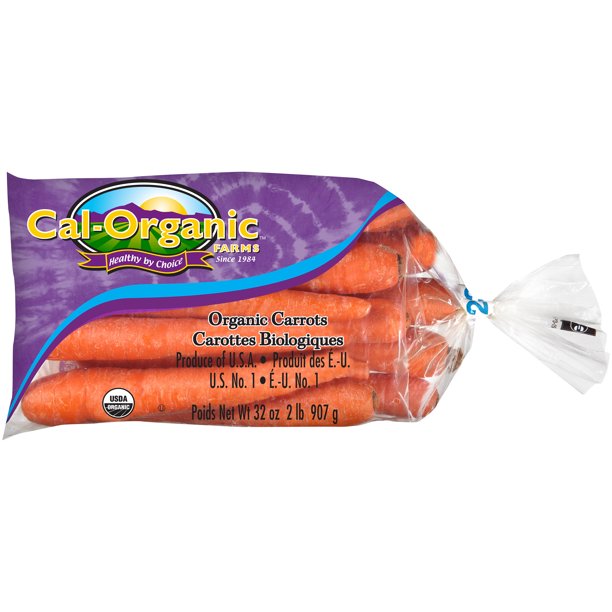 Cal-Organic™
FARMS
Healthy by Choice
Since 1984
Organic Carrots
Carottes Biologiques
Produce of U.S.A. • Produit des É.-U.
U.S. No. 1 • É.-U. No. 1
USDA
ORGANIC
Poids Net Wt 32 oz 2 lb 907 g